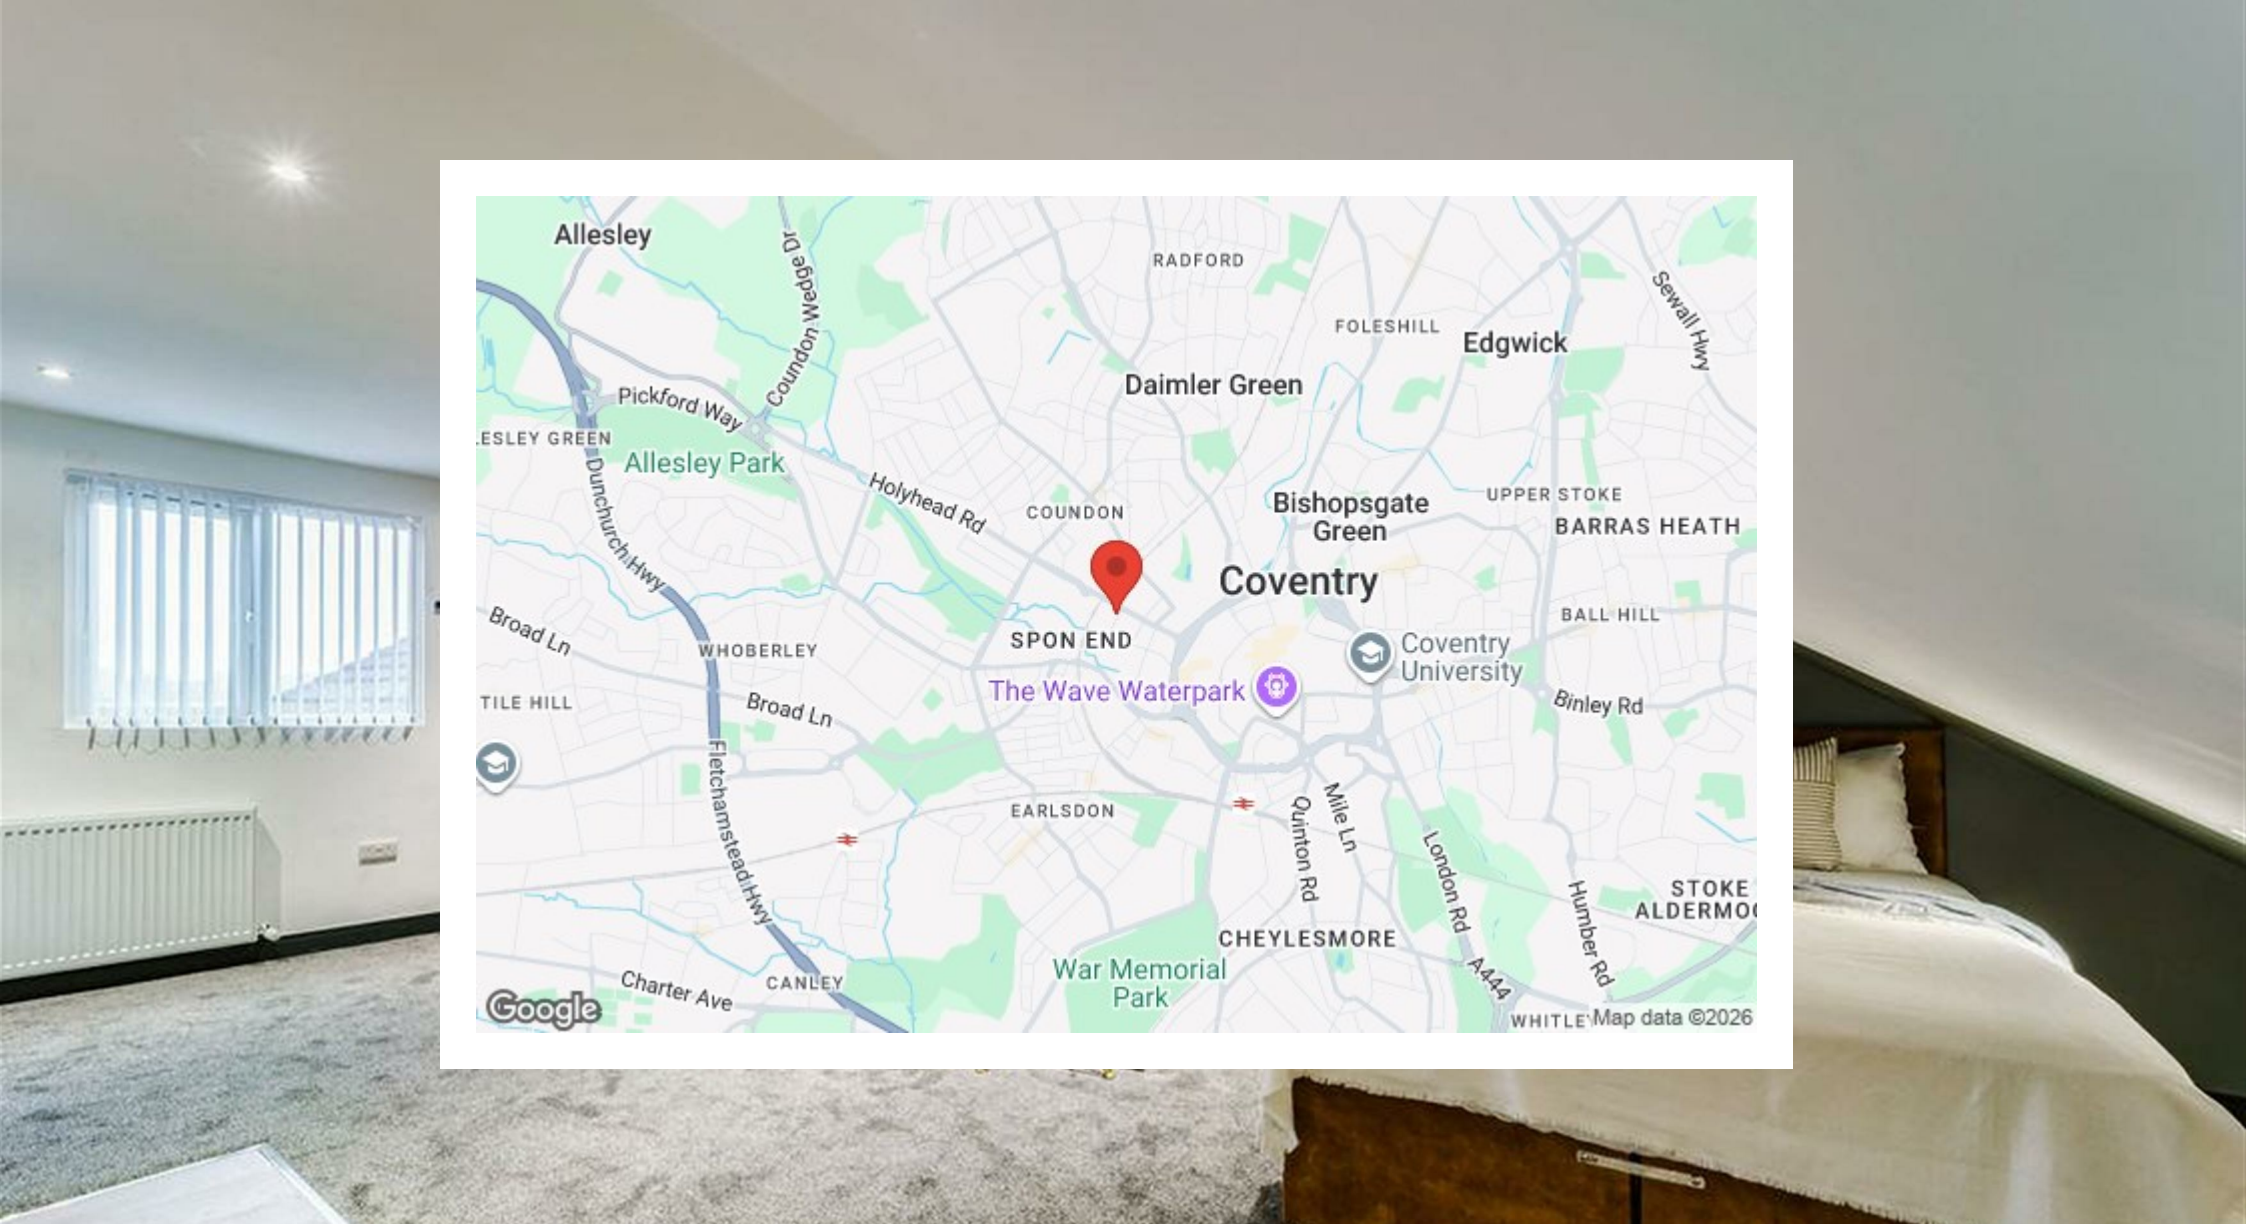 Allesley
Coundon Wedge Dr
RADFORD
Sewall Hwy
FOLESHILL
Edgwick
Daimler Green
Pickford Way
LESLEY GREEN
Allesley Park
Holyhead Rd
COUNDON
Bishopsgate
Green
UPPER STOKE
BARRAS HEATH
Dunchurch Hwy
Coventry
Broad Ln
SPON END
BALL HILL
WHOBERLEY
Coventry
University
The Wave Waterpark
TILE HILL
Broad Ln
Binley Rd
Fletchamstead Hwy
EARLSDON
Quinton Rd
Mile Ln
London Rd
Humber Rd
STOKE
ALDERMOO
CHEYLESMORE
War Memorial
Park
A444
Charter Ave
CANLEY
Google
WHITLEY
Map data ©2026